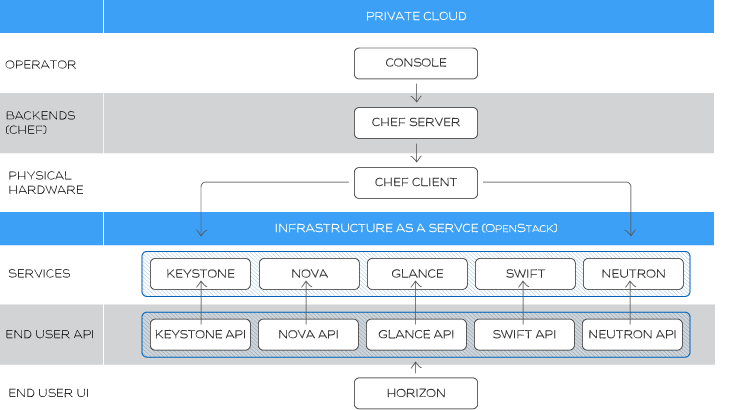 PRIVATE CLOUD
OPERATOR
CONSOLE
BACKENDS
(CHEF)
CHEF SERVER
PHYSICAL
HARDWARE
CHEF CLIENT
INFRASTRUCTURE AS A SERVCE (OPENSTACK)
SERVICES
KEYSTONE
NOVA
GLANCE
SWIFT
NEUTRON
END USER API
KEYSTONE API
NOVA API
GLANCE API
SWIFT API
NEUTRON API
END USER UI
HORIZON